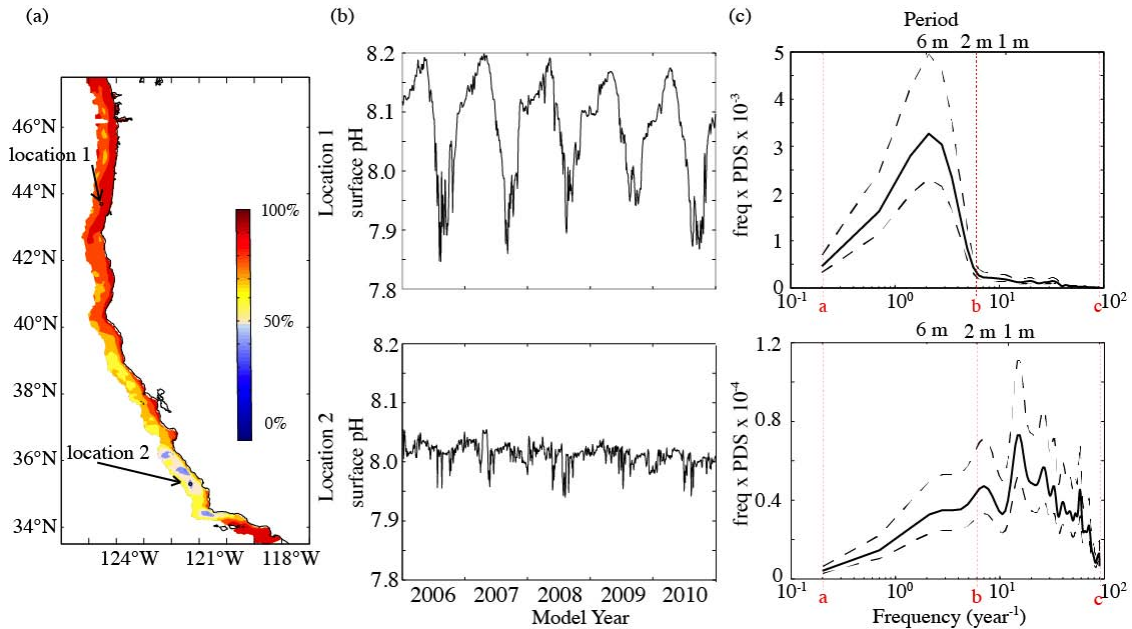 (a)
(b)
(c)
46°N
44°N
42°N
40°N
38°N
36°N
34°N
124°W
121°W
118°W
location 1
location 2
100%
50%
0%
Location 1
surface pH
8.2
8.1
8.0
7.9
7.8
Location 2
surface pH
8.2
8.05
8.0
7.9
7.8
2006
2007
2008
2009
2010
Model Year
Period
6 m 2 m 1 m
freq x PDS x 10⁻³
5
4
3
2
1
0
10⁻¹
10⁰
10¹
10²
a
b
c
6 m 2 m 1 m
freq x PDS x 10⁻⁴
1.2
0.8
0.4
0
10⁻¹
10⁰
10¹
10²
a
b
c
Frequency (year⁻¹)